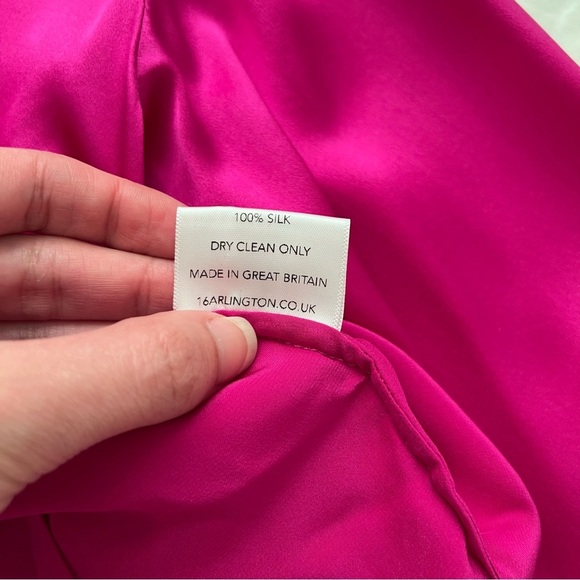 100% SILK
DRY CLEAN ONLY
MADE IN GREAT BRITAIN
16ARLINGTON.CO.UK